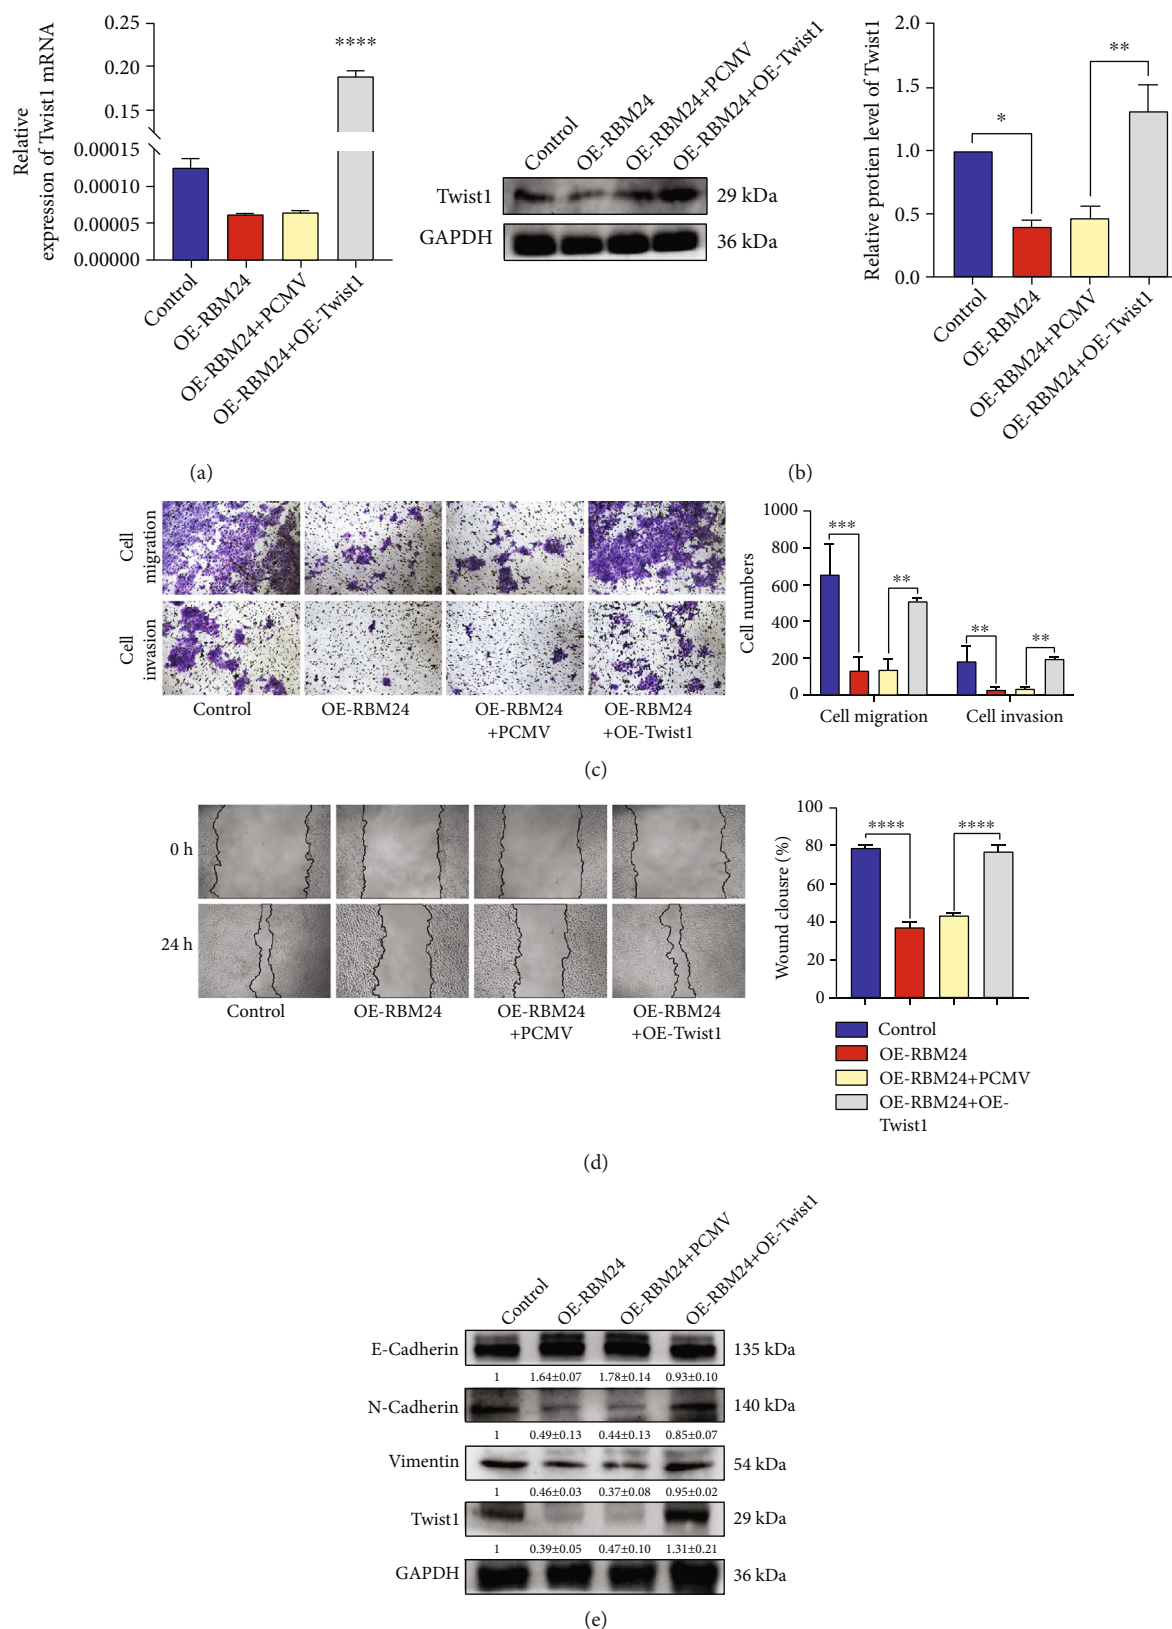 Relative
expression of Twist1 mRNA
0.25
0.20
0.15
0.00015
0.00010
0.00005
0.00000
****
Control
OE-RBM24
OE-RBM24+PCMV
OE-RBM24+OE-Twist1
(a)
Control
OE-RBM24
OE-RBM24+PCMV
OE-RBM24+OE-Twist1
Twist1
29 kDa
GAPDH
36 kDa
Relative protien level of Twist1
2.0
1.5
1.0
0.5
0.0
*
**
Control
OE-RBM24
OE-RBM24+PCMV
OE-RBM24+OE-Twist1
(b)
Cell
migration
Cell
invasion
Control
OE-RBM24
OE-RBM24
+PCMV
OE-RBM24
+OE-Twist1
Cell numbers
1000
800
600
400
200
0
***
**
**
**
Cell migration
Cell invasion
(c)
0 h
24 h
Control
OE-RBM24
OE-RBM24
+PCMV
OE-RBM24
+OE-Twist1
Wound clousre (%)
100
80
60
40
20
0
****
****
Control
OE-RBM24
OE-RBM24+PCMV
OE-RBM24+OE-
Twist1
(d)
Control
OE-RBM24
OE-RBM24+PCMV
OE-RBM24+OE-Twist1
E-Cadherin
135 kDa
1 1.64±0.07 1.78±0.14 0.93±0.10
N-Cadherin
140 kDa
1 0.49±0.13 0.44±0.13 0.85±0.07
Vimentin
54 kDa
1 0.46±0.03 0.37±0.08 0.95±0.02
Twist1
29 kDa
1 0.39±0.05 0.47±0.10 1.31±0.21
GAPDH
36 kDa
(e)